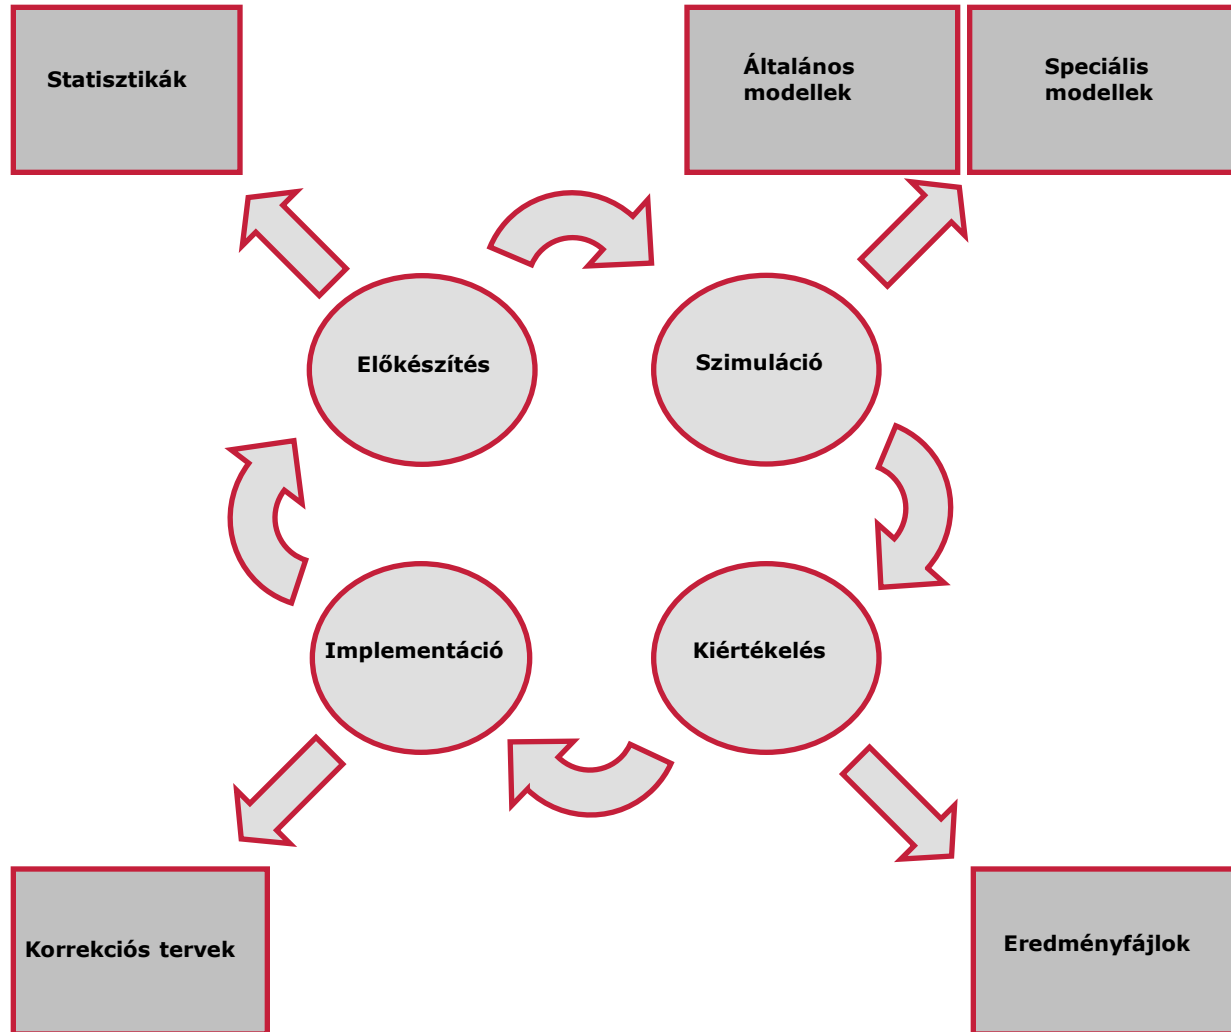 Statisztikák
Általános
modellek
Speciális
modellek
Előkészítés
Szimuláció
Implementáció
Kiértékelés
Korrekciós tervek
Eredményfájlok